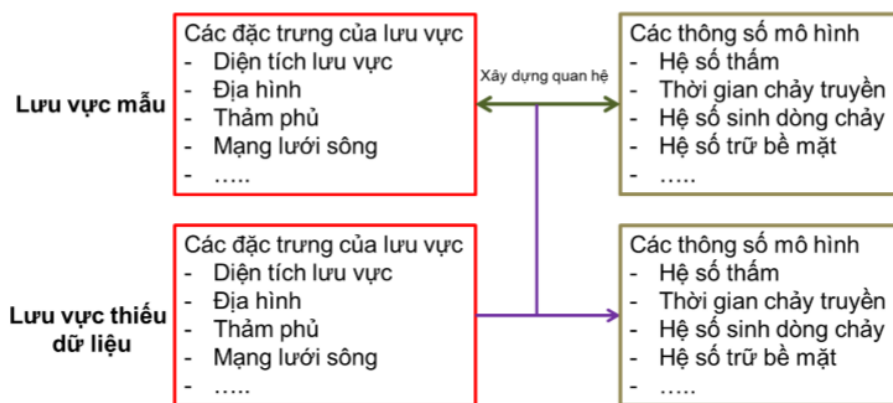 Lưu vực mẫu
Các đặc trưng của lưu vực
- Diện tích lưu vực
- Địa hình
- Thảm phủ
- Mạng lưới sông
- .....
Xây dựng quan hệ
Các thông số mô hình
- Hệ số thấm
- Thời gian chảy truyền
- Hệ số sinh dòng chảy
- Hệ số trữ bề mặt
- .....
Lưu vực thiếu
dữ liệu
Các đặc trưng của lưu vực
- Diện tích lưu vực
- Địa hình
- Thảm phủ
- Mạng lưới sông
- .....
Các thông số mô hình
- Hệ số thấm
- Thời gian chảy truyền
- Hệ số sinh dòng chảy
- Hệ số trữ bề mặt
- .....